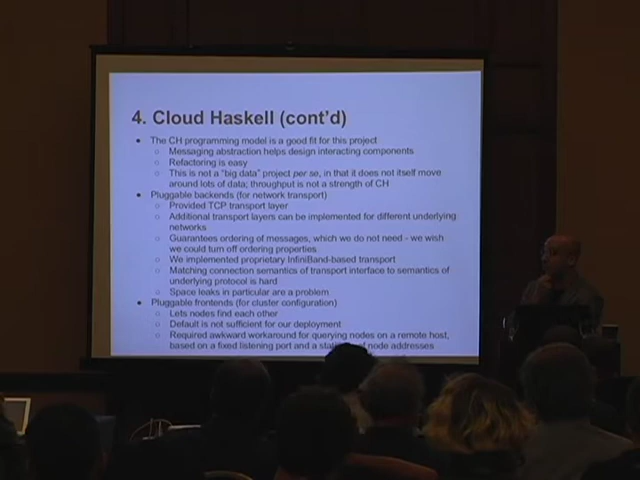 4. Cloud Haskell (cont'd)
The CH programming model is a good fit for this project
Messaging abstraction helps design interacting components
Refactoring is easy
This is not a "big data" project per se, in that it does not itself move
around lots of data; throughput is not a strength of CH
Pluggable backends (for network transport)
Provided TCP transport layer
Additional transport layers can be implemented for different underlying
networks
Guarantees ordering of messages, which we do not need - we wish
we could turn off ordering properties
We implemented proprietary InfiniBand-based transport
Matching connection semantics of transport interface to semantics of
underlying protocol is hard
Space leaks in particular are a problem
Pluggable frontends (for cluster configuration)
Lets nodes find each other
Default is not sufficient for our deployment
Required awkward workaround for querying nodes on a remote host,
based on a fixed listening port and a of node addresses